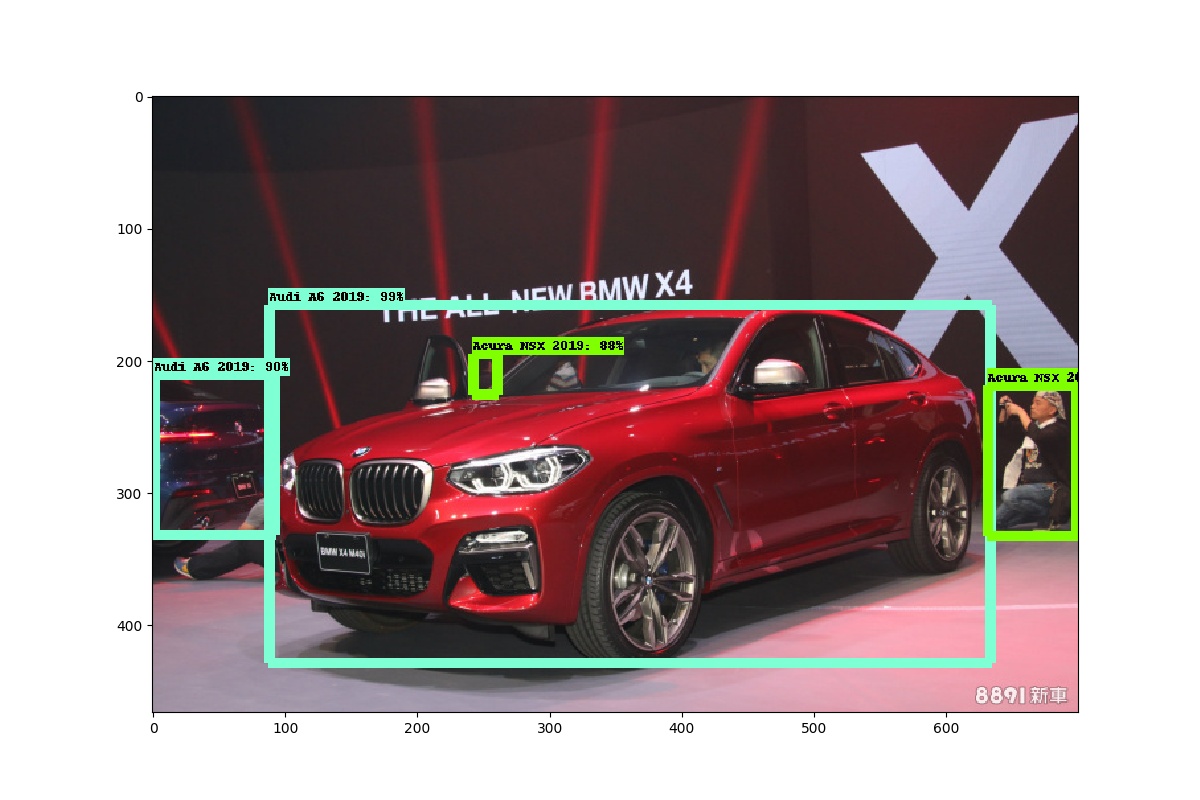 0
100
200
300
400
X
THE ALL-NEW BMW X4
Audi A6 2019: 99%
Acura NSX 2019: 99%
Audi A6 2019: 90%
Acura NSX 20
BMW X4 M40i
8891新車
0
100
200
300
400
500
600